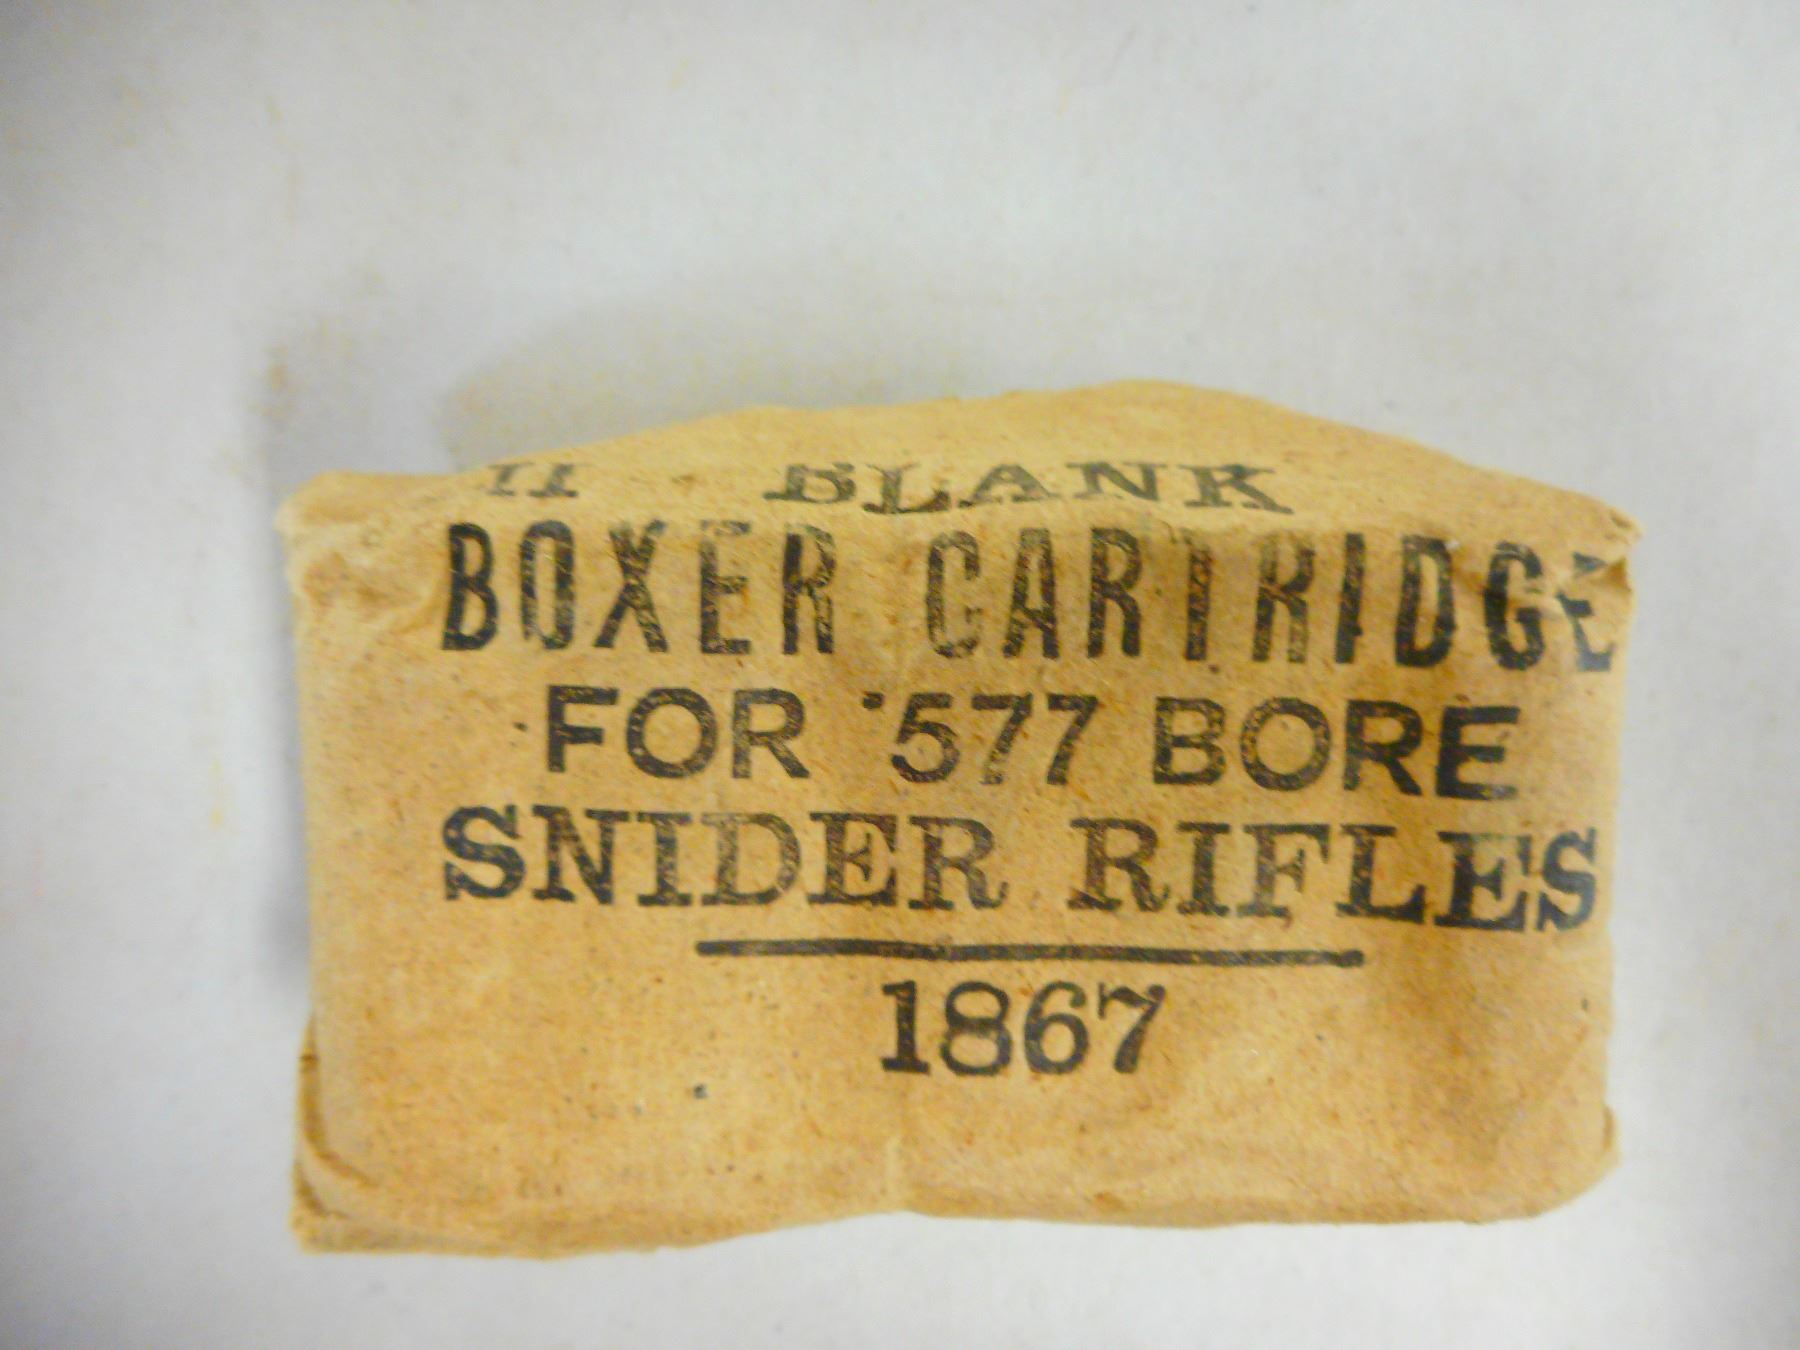 11 BLANK
BOXER CARTRIDGE
FOR ·577 BORE
SNIDER RIFLES
1867